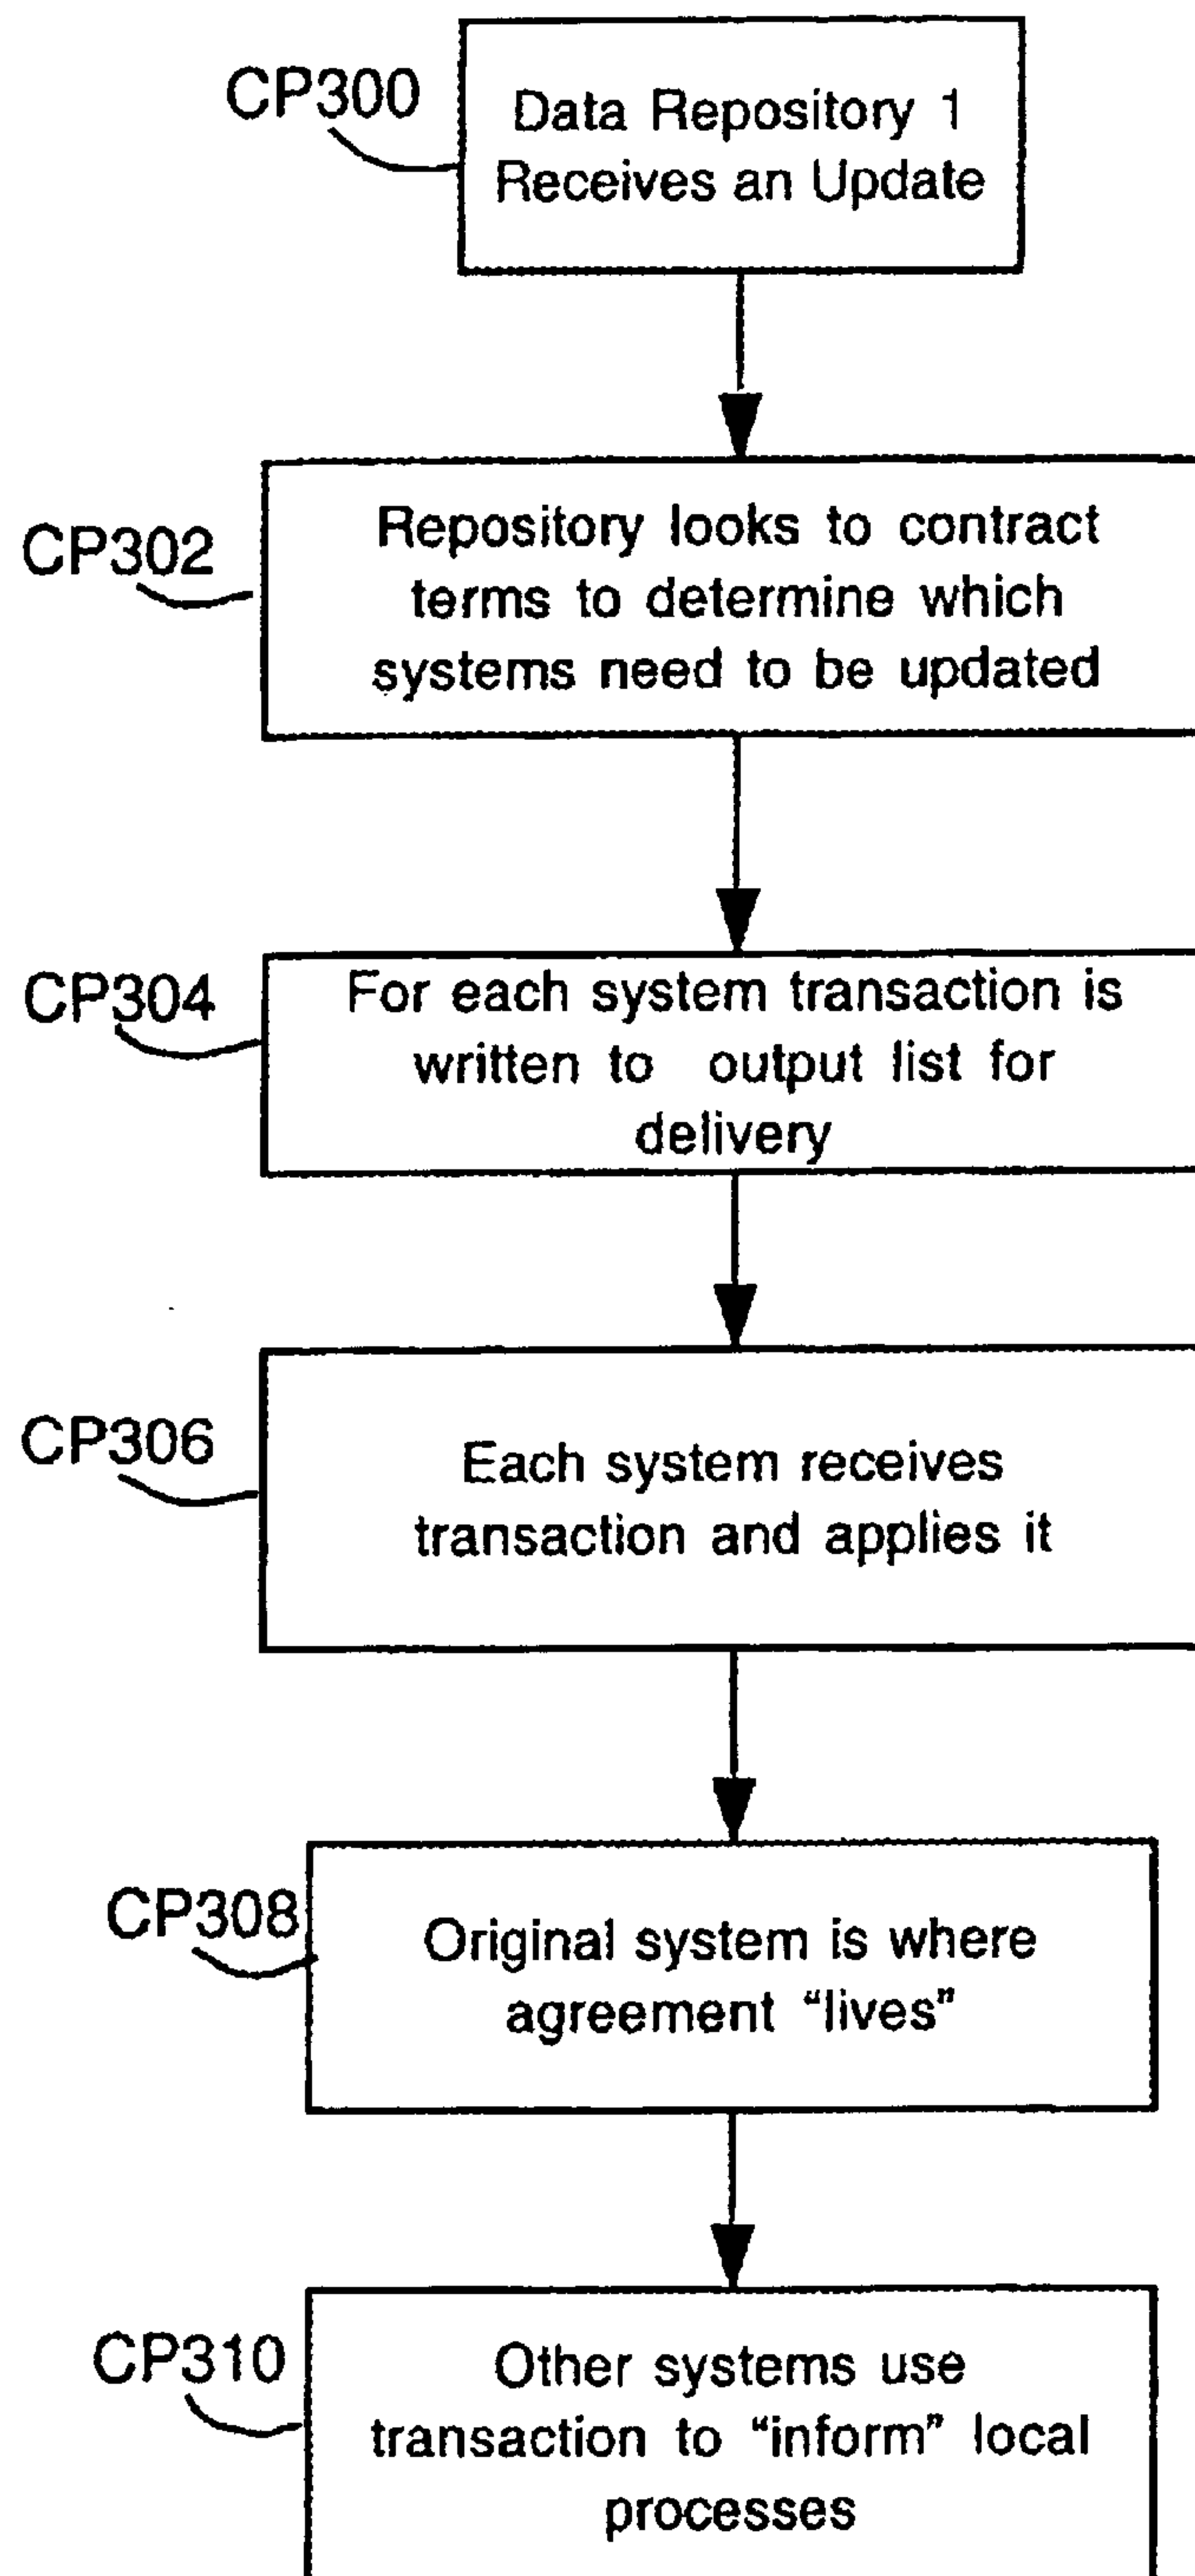 CP300
Data Repository 1
Receives an Update
CP302
Repository looks to contract
terms to determine which
systems need to be updated
CP304
For each system transaction is
written to output list for
delivery
CP306
Each system receives
transaction and applies it
CP308
Original system is where
agreement “lives”
CP310
Other systems use
transaction to “inform” local
processes